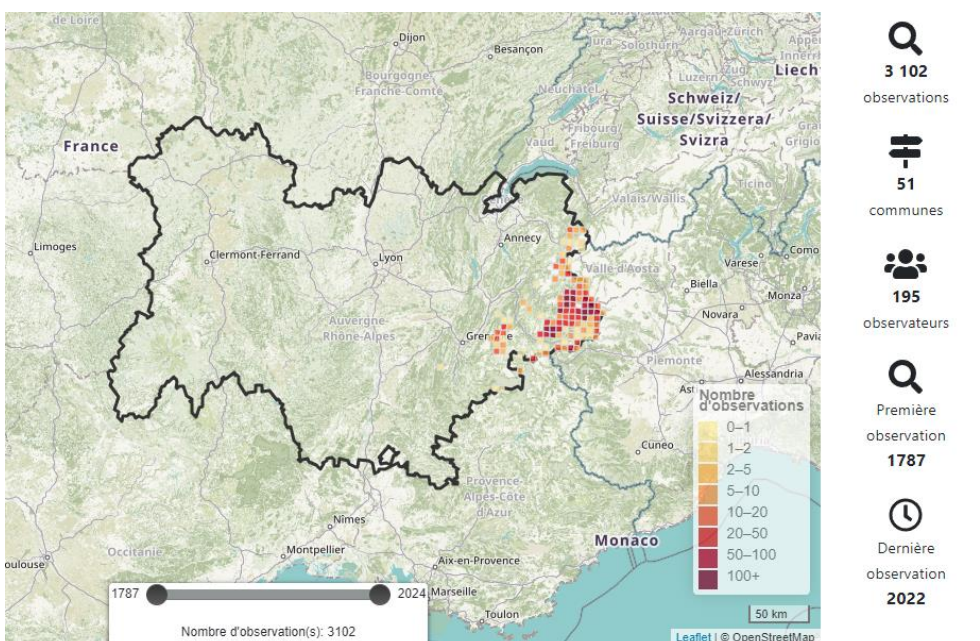 de Loire
Dijon
Besançon
Jura
Solothurn
Aargau
Zürich
Bourgogne-
Franche-Comté
Neuchâtel
Luzern
Zug
Schwyz
Liech
Schweiz/
Suisse/Svizzera/
Svizra
France
Vaud
Fribourg/
Freiburg
Grigio
Valais/Wallis
Ticino
Limoges
Clermont-Ferrand
Lyon
Annecy
Valle d'Aosta
Como
Varese
Biella
Monza
Novara
Auvergne-
Rhône-Alpes
Pavia
Piemonte
Alessandria
Cuneo
Provence-
Alpes-Côte
d'Azur
Nîmes
Montpellier
Occitanie
oulouse
Aix-en-Provence
Marseille
Toulon
Monaco
Nombre
d'observations
0–1
1–2
2–5
5–10
10–20
20–50
50–100
100+
50 km
Leaflet | © OpenStreetMap
1787
2024
Nombre d'observation(s): 3102
3 102
observations
51
communes
195
observateurs
Première
observation
1787
Dernière
observation
2022